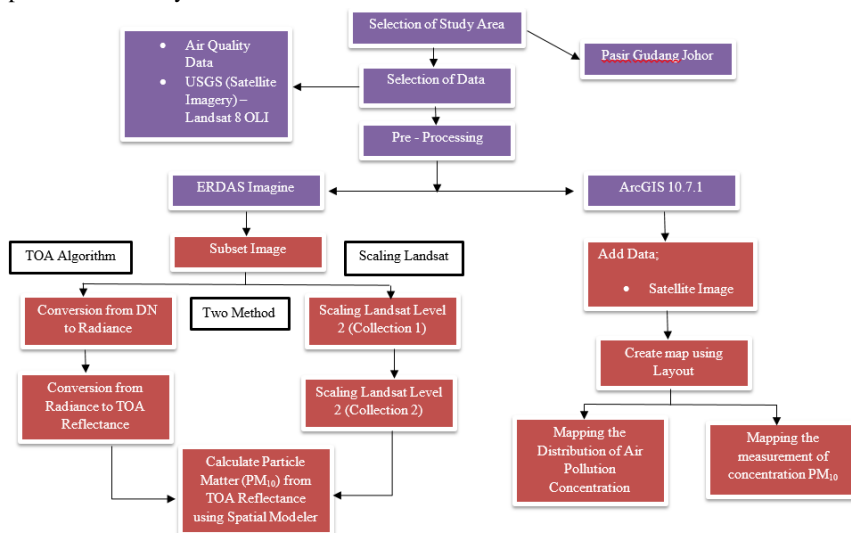 Selection of Study Area
• Air Quality
Data
• USGS (Satellite
Imagery) –
Landsat 8 OLI
Pasir Gudang Johor
Selection of Data
Pre - Processing
ERDAS Imagine
ArcGIS 10.7.1
Subset Image
TOA Algorithm
Scaling Landsat
Two Method
Conversion from DN
to Radiance
Scaling Landsat Level
2 (Collection 1)
Conversion from
Radiance to TOA
Reflectance
Scaling Landsat Level
2 (Collection 2)
Calculate Particle
Matter (PM₁₀) from
TOA Reflectance
using Spatial Modeler
Add Data;
• Satellite Image
Create map using
Layout
Mapping the
Distribution of Air
Pollution
Concentration
Mapping the
measurement of
concentration PM₁₀